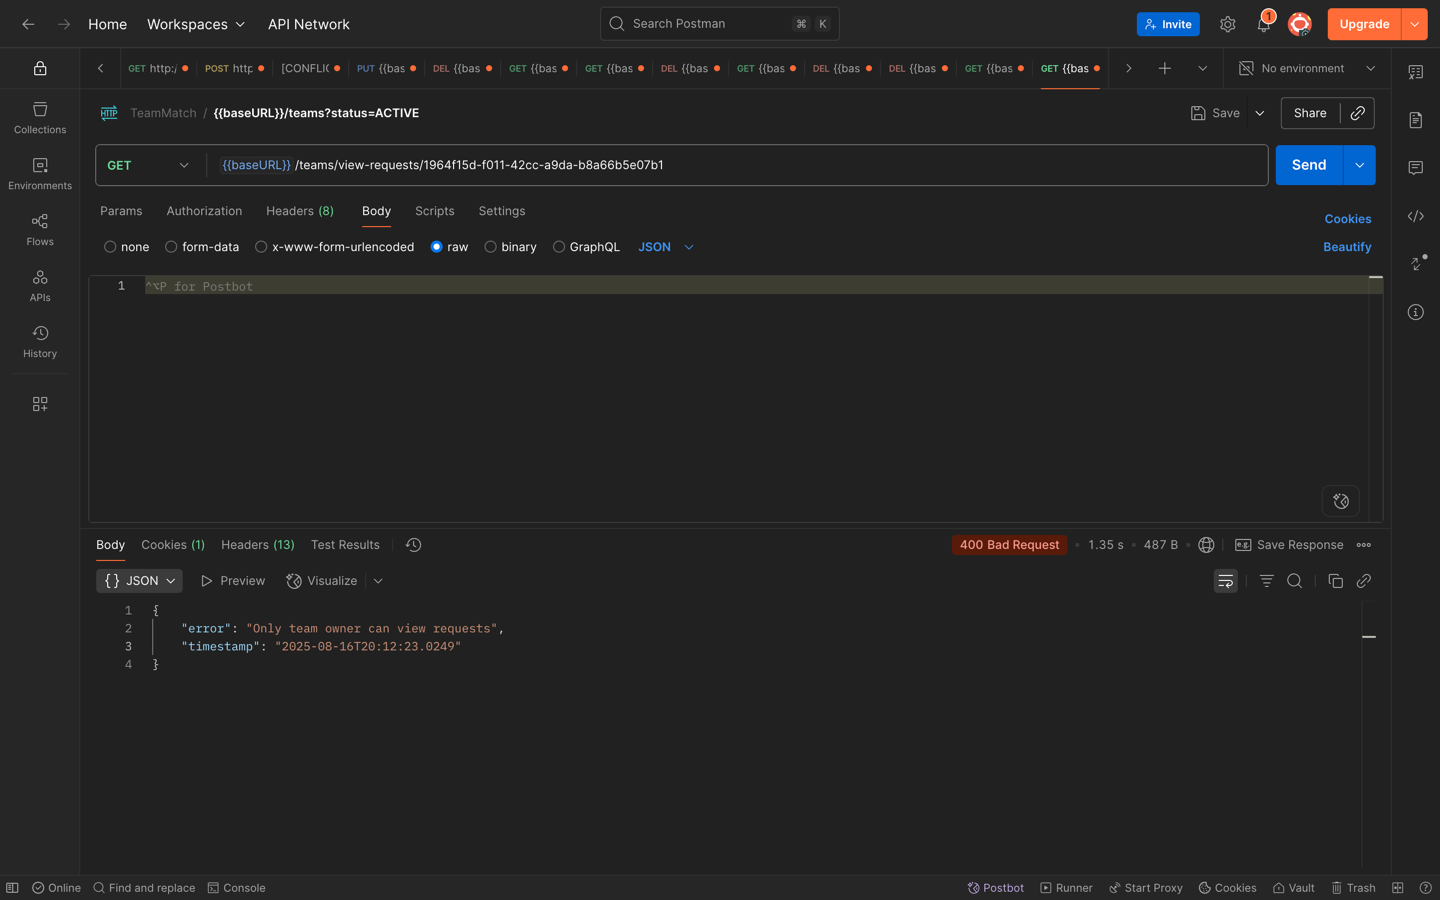 Home Workspaces API Network Search Postman ⌘ K Invite 1 Upgrade
GET http:/ POST http [CONFLIC PUT {{bas DEL {{bas GET {{bas GET {{bas DEL {{bas GET {{bas DEL {{bas DEL {{bas GET {{bas GET {{bas No environment
HTTP TeamMatch / {{baseURL}}/teams?status=ACTIVE Save Share
GET {{baseURL}} /teams/view-requests/1964f15d-f011-42cc-a9da-b8a66b5e07b1 Send
Params Authorization Headers (8) Body Scripts Settings Cookies
none form-data x-www-form-urlencoded raw binary GraphQL JSON Beautify
1 ^⌥P for Postbot
Collections
Environments
Flows
APIs
History
Body Cookies (1) Headers (13) Test Results 400 Bad Request • 1.35 s • 487 B • e.g. Save Response
{} JSON Preview Visualize
1 {
2 "error": "Only team owner can view requests",
3 "timestamp": "2025-08-16T20:12:23.0249"
4 }
Online Find and replace Console Postbot Runner Start Proxy Cookies Vault Trash